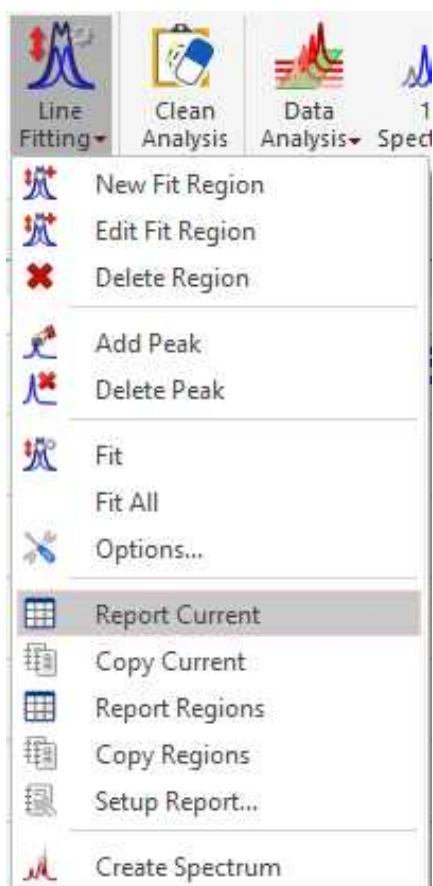 Line Fitting
Clean Analysis
Data Analysis
New Fit Region
Edit Fit Region
Delete Region
Add Peak
Delete Peak
Fit
Fit All
Options...
Report Current
Copy Current
Report Regions
Copy Regions
Setup Report...
Create Spectrum